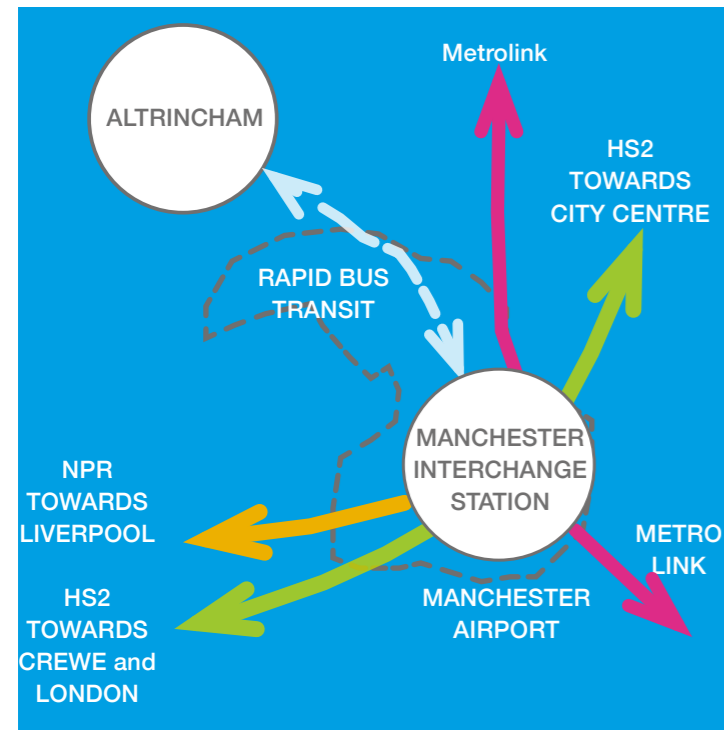 Metrolink
ALTRINCHAM
HS2
TOWARDS
CITY CENTRE
RAPID BUS
TRANSIT
MANCHESTER
INTERCHANGE
STATION
NPR
TOWARDS
LIVERPOOL
METRO
LINK
HS2
TOWARDS
CREWE and
LONDON
MANCHESTER
AIRPORT